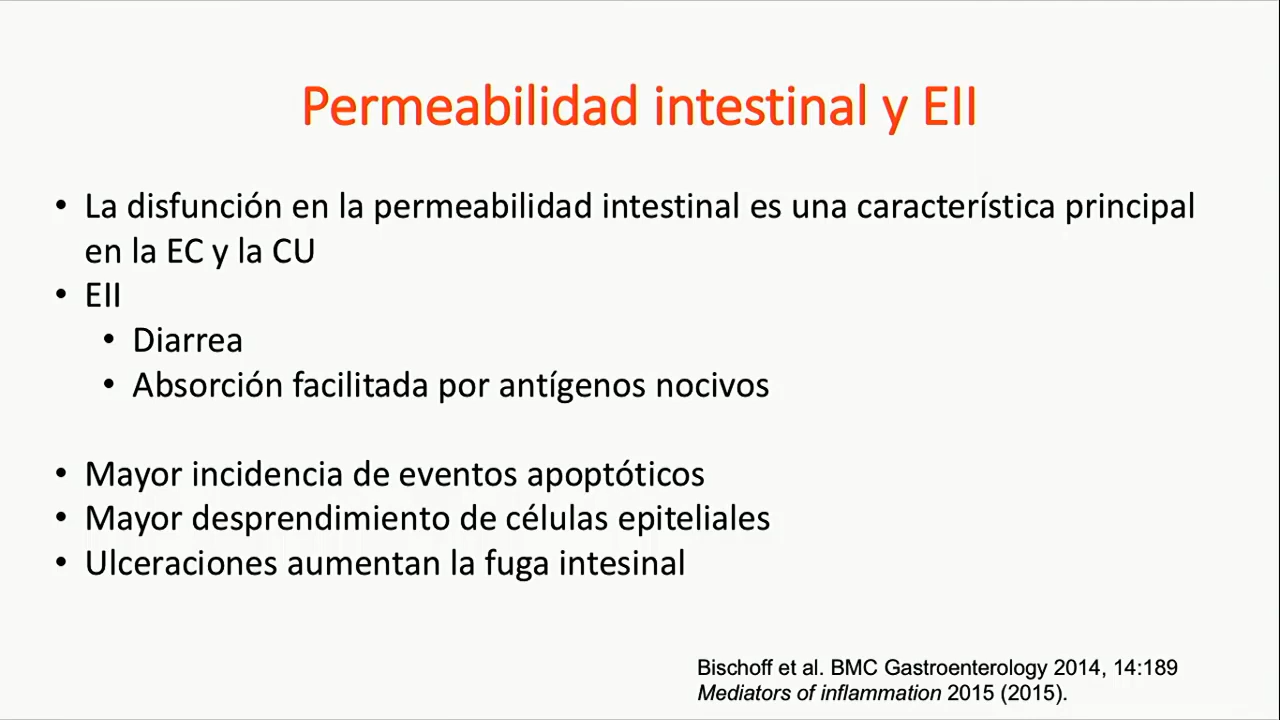 Permeabilidad intestinal y EII
• La disfunción en la permeabilidad intestinal es una característica principal
en la EC y la CU
• EII
• Diarrea
• Absorción facilitada por antígenos nocivos
• Mayor incidencia de eventos apoptóticos
• Mayor desprendimiento de células epiteliales
• Ulceraciones aumentan la fuga intesinal
Bischoff et al. BMC Gastroenterology 2014, 14:189
Mediators of inflammation 2015 (2015).